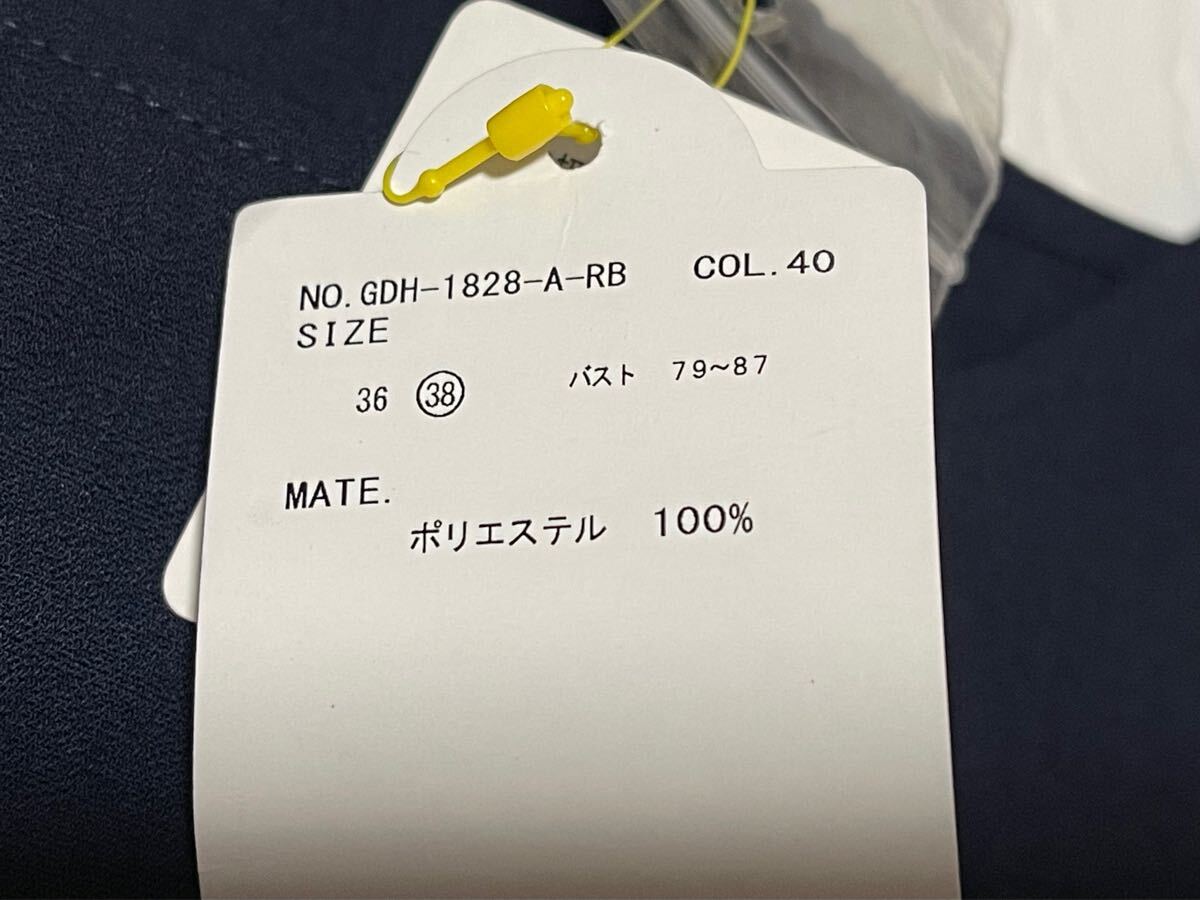 NO. GDH-1828-A-RB COL. 40
SIZE
36 38 バスト 79~87
MATE.
ポリエステル 100%